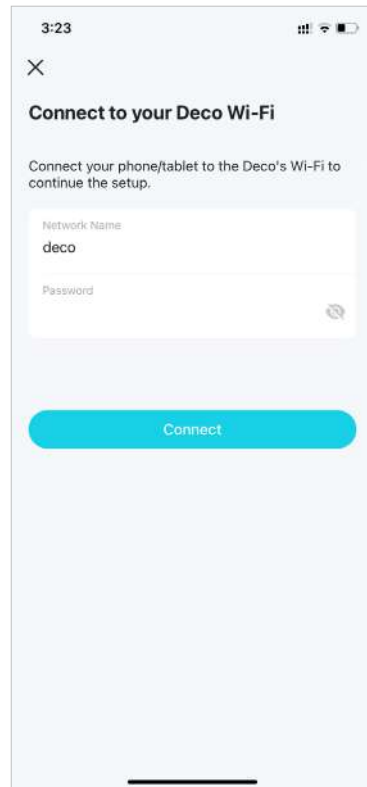 3:23
Connect to your Deco Wi-Fi
Connect your phone/tablet to the Deco's Wi-Fi to
continue the setup.
Network Name
deco
Password
Connect